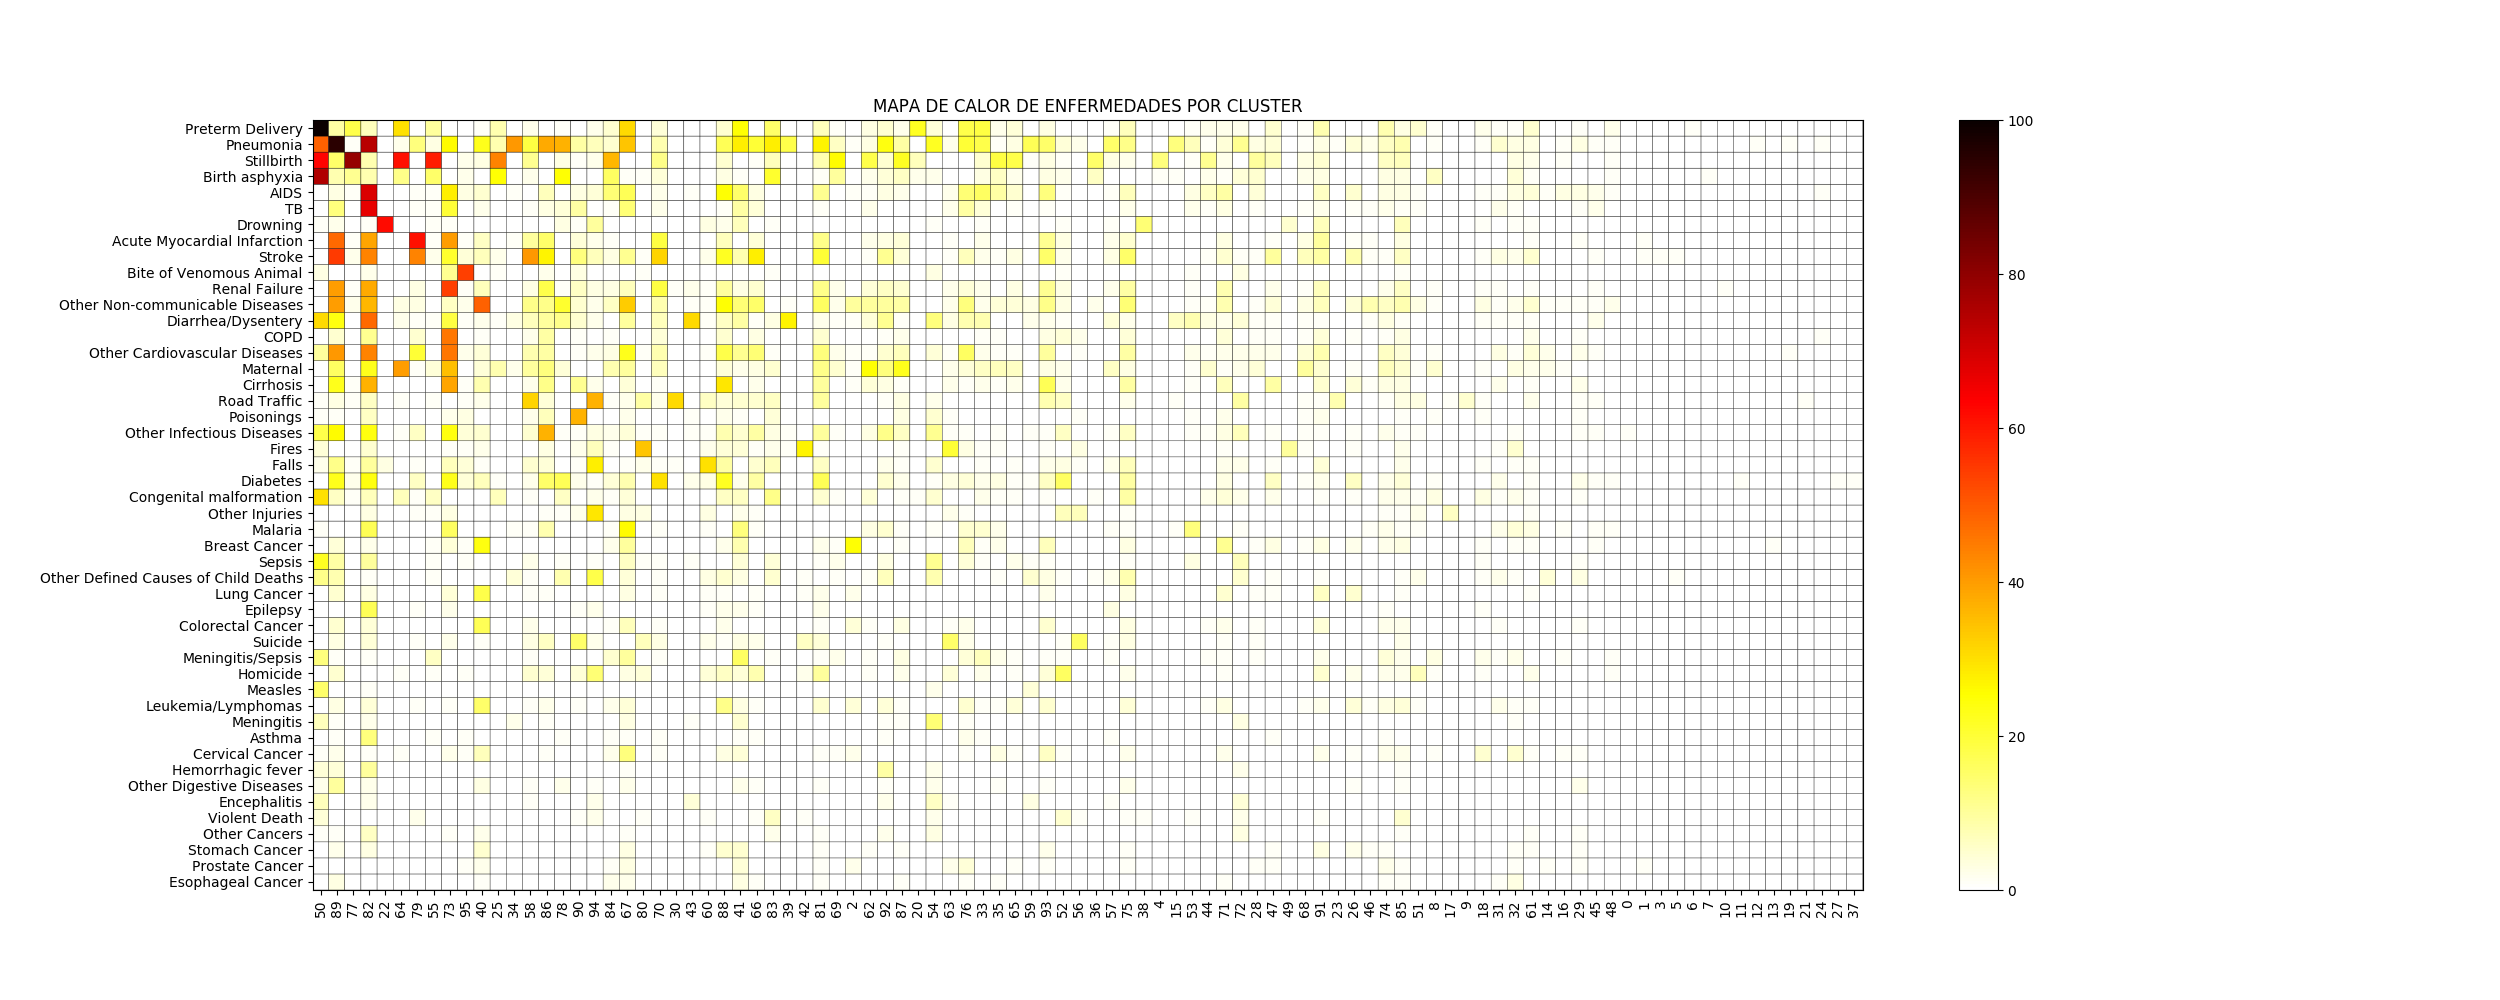 MAPA DE CALOR DE ENFERMEDADES POR CLUSTER
Preterm Delivery
Pneumonia
Stillbirth
Birth asphyxia
AIDS
TB
Drowning
Acute Myocardial Infarction
Stroke
Bite of Venomous Animal
Renal Failure
Other Non-communicable Diseases
Diarrhea/Dysentery
COPD
Other Cardiovascular Diseases
Maternal
Cirrhosis
Road Traffic
Poisonings
Other Infectious Diseases
Fires
Falls
Diabetes
Congenital malformation
Other Injuries
Malaria
Breast Cancer
Sepsis
Other Defined Causes of Child Deaths
Lung Cancer
Epilepsy
Colorectal Cancer
Suicide
Meningitis/Sepsis
Homicide
Measles
Leukemia/Lymphomas
Meningitis
Asthma
Cervical Cancer
Hemorrhagic fever
Other Digestive Diseases
Encephalitis
Violent Death
Other Cancers
Stomach Cancer
Prostate Cancer
Esophageal Cancer
50 89 77 82 22 64 79 55 73 95 40 25 34 58 86 78 90 94 84 67 80 70 30 43 60 88 41 66 83 39 42 81 69 2 62 92 87 20 54 63 76 33 35 65 59 93 52 56 36 57 75 38 4 15 53 44 71 72 28 47 49 68 91 23 26 46 74 85 51 8 17 9 18 31 32 61 14 16 29 45 48 0 1 3 5 6 7 10 11 12 13 19 21 24 27 37
100
80
60
40
20
0